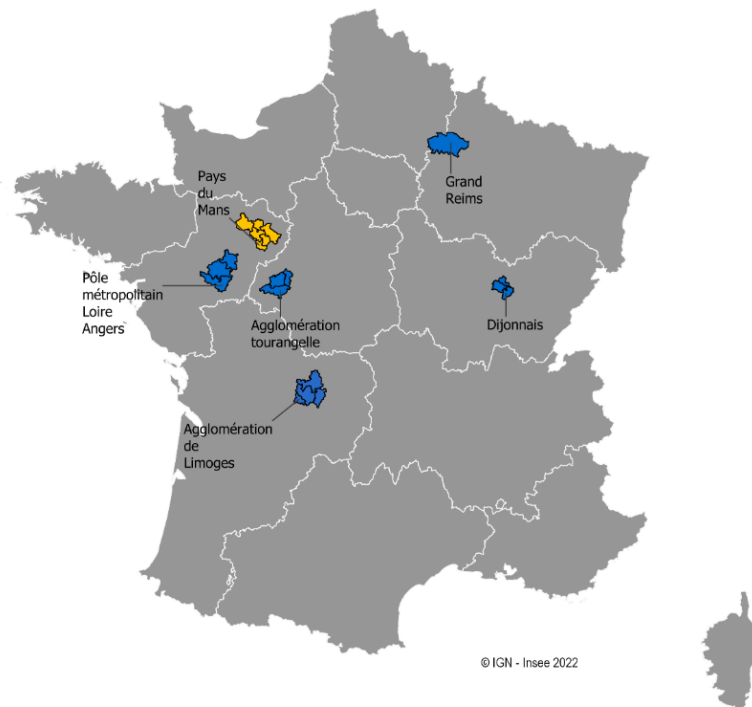 Pays
du
Mans
Grand
Reims
Pôle
métropolitain
Loire
Angers
Agglomération
tourangelle
Dijonnais
Agglomération
de
Limoges
© IGN - Insee 2022